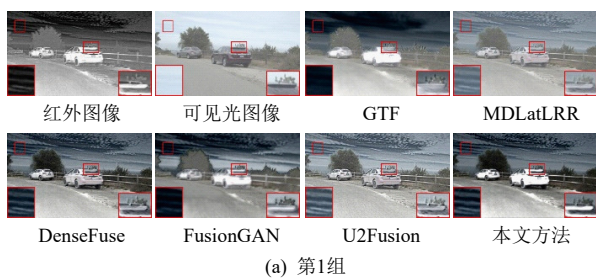 红外图像 可见光图像 GTF MDLatLRR
DenseFuse FusionGAN U2Fusion 本文方法
(a) 第1组